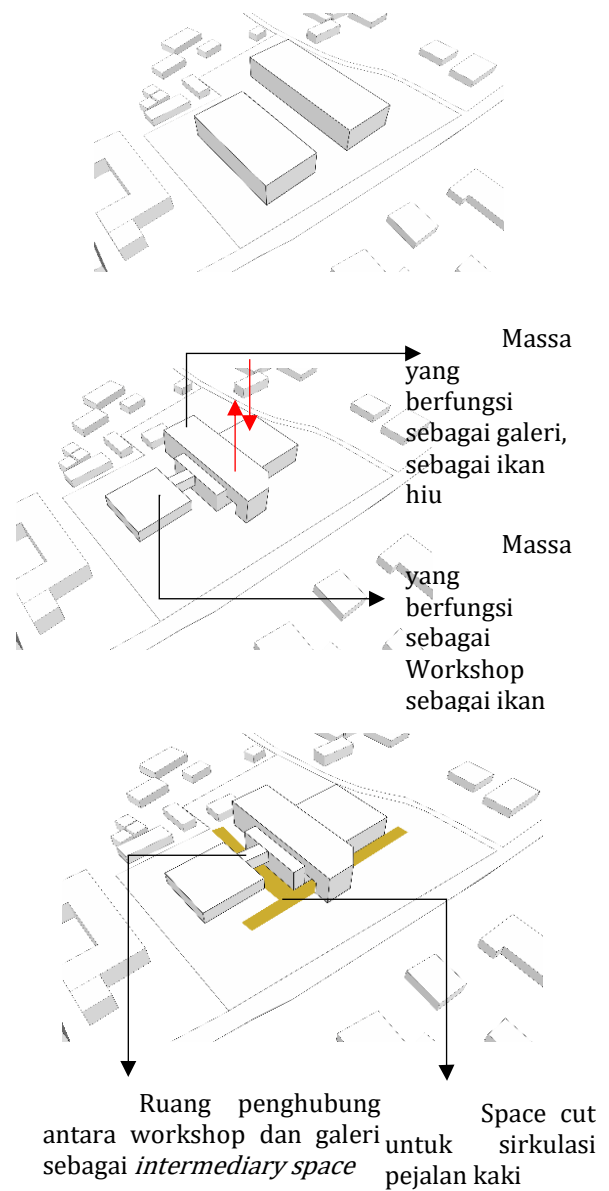 Massa
yang
berfungsi
sebagai galeri,
sebagai ikan
hiu
Massa
yang
berfungsi
sebagai
Workshop
sebagai ikan
Ruang penghubung
antara workshop dan galeri
sebagai intermediary space
Space cut
untuk sirkulasi
pejalan kaki